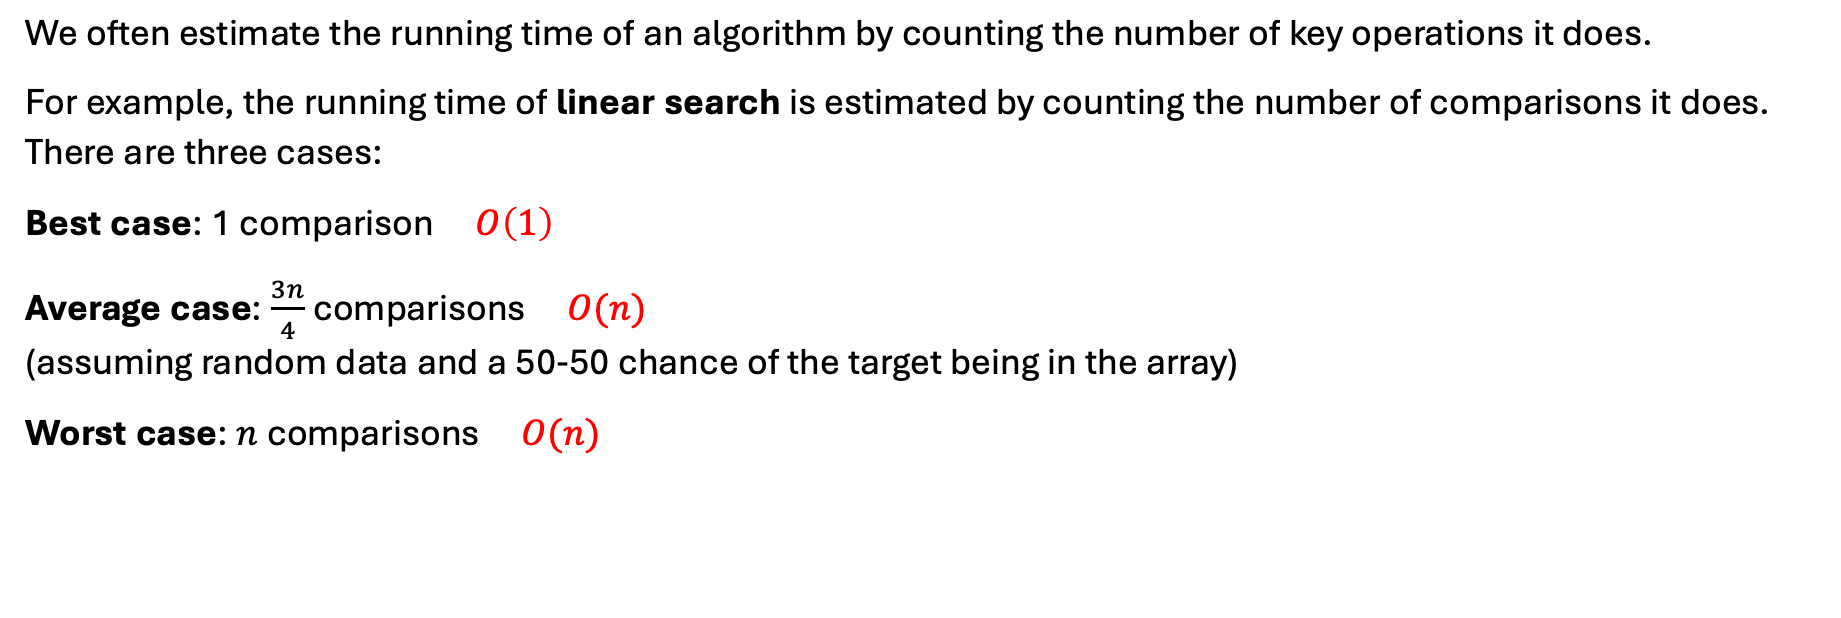 We often estimate the running time of an algorithm by counting the number of key operations it does.
For example, the running time of linear search is estimated by counting the number of comparisons it does.
There are three cases:
Best case: 1 comparison O(1)
Average case: 3n/4 comparisons O(n)
(assuming random data and a 50-50 chance of the target being in the array)
Worst case: n comparisons O(n)